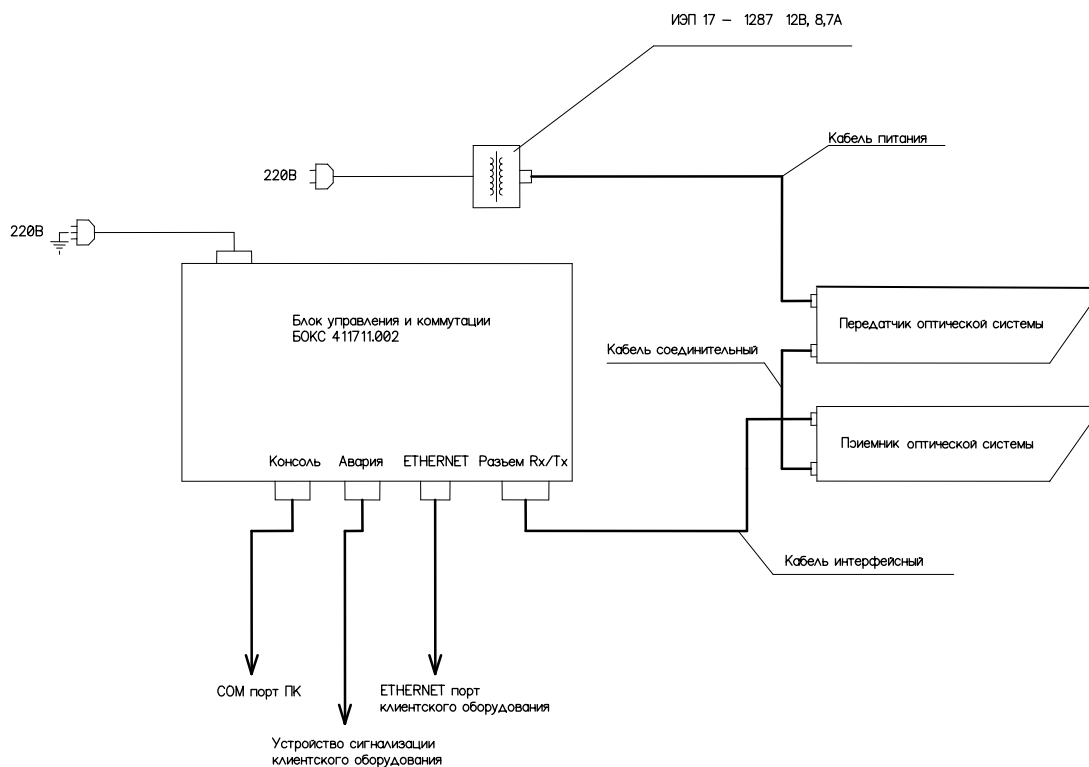 ИЭП 17 – 1287 12В, 8,7А
Кабель питания
220В
220В
Блок управления и коммутации
БОКС 411711.002
Передатчик оптической системы
Кабель соединительный
Пэиемник оптической системы
Консоль Авария ETHERNET Разъем Rx/Tx
Кабель интерфейсный
COM порт ПК
ETHERNET порт
клиентского оборудования
Устройство сигнализации
клиентского оборудования